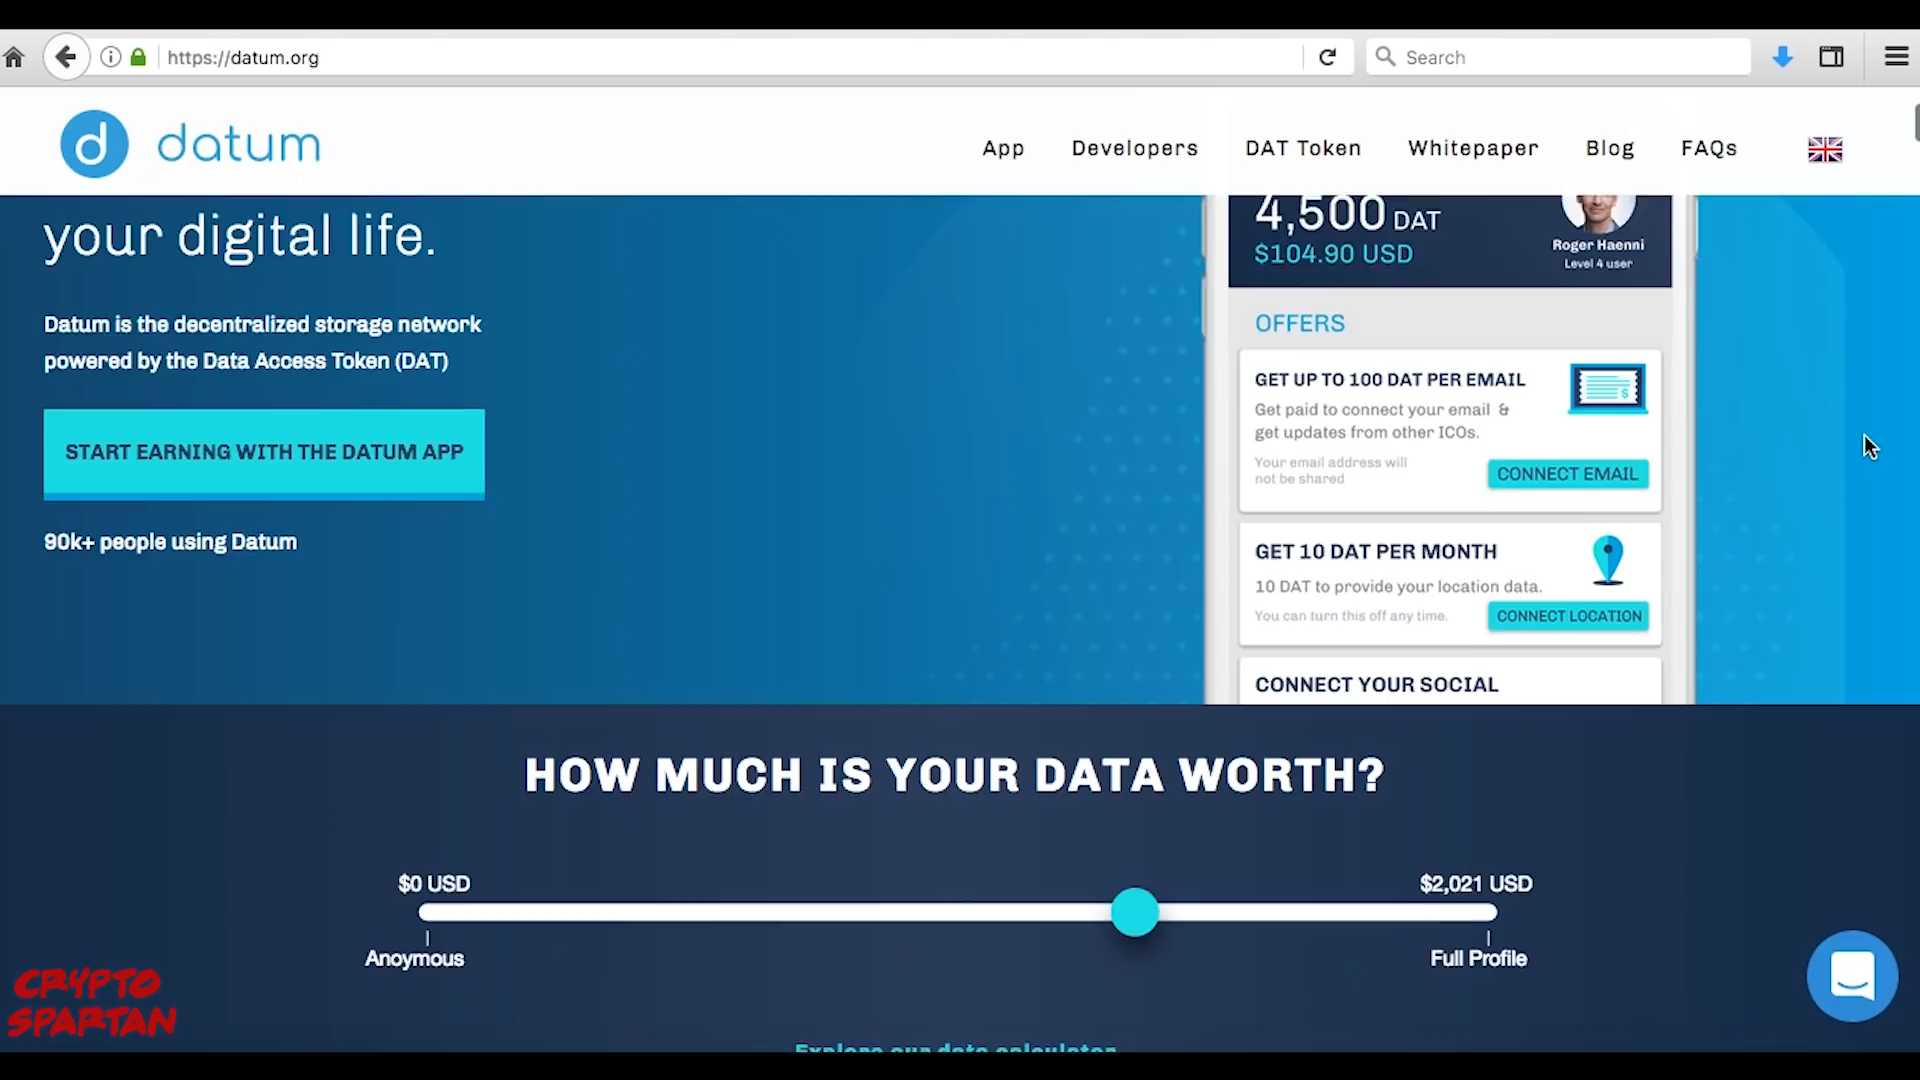 https://datum.org
Search
d datum
App Developers DAT Token Whitepaper Blog FAQs
your digital life.
Datum is the decentralized storage network
powered by the Data Access Token (DAT)
START EARNING WITH THE DATUM APP
90k+ people using Datum
4,500 DAT
$104.90 USD
Roger Haenni
Level 4 user
OFFERS
GET UP TO 100 DAT PER EMAIL
Get paid to connect your email &
get updates from other ICOs.
Your email address will
not be shared
CONNECT EMAIL
GET 10 DAT PER MONTH
10 DAT to provide your location data.
You can turn this off any time.
CONNECT LOCATION
CONNECT YOUR SOCIAL
HOW MUCH IS YOUR DATA WORTH?
$0 USD
$2,021 USD
Anoymous
Full Profile
Explore our data calculator
CRYPTO
SPARTAN